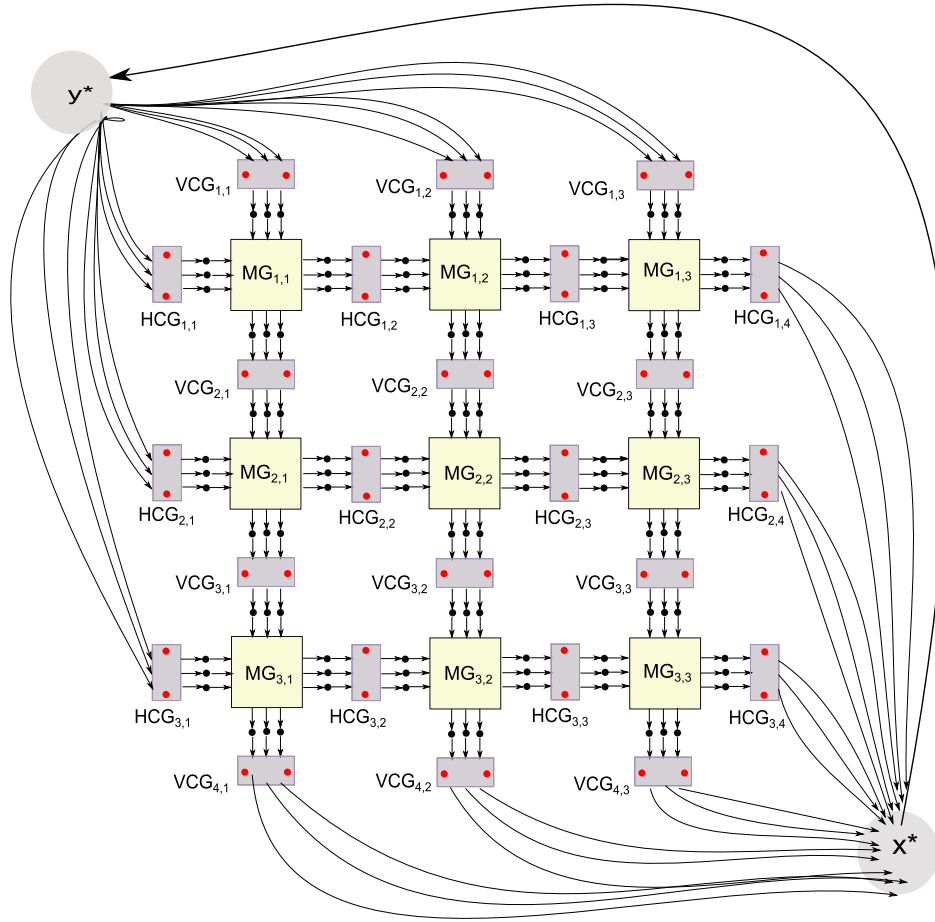 y*
VCG1,1
VCG1,2
VCG1,3
MG1,1
MG1,2
MG1,3
HCG1,1
HCG1,2
HCG1,3
HCG1,4
VCG2,1
VCG2,2
VCG2,3
MG2,1
MG2,2
MG2,3
HCG2,1
HCG2,2
HCG2,3
HCG2,4
VCG3,1
VCG3,2
VCG3,3
MG3,1
MG3,2
MG3,3
HCG3,1
HCG3,2
HCG3,3
HCG3,4
VCG4,1
VCG4,2
VCG4,3
x*